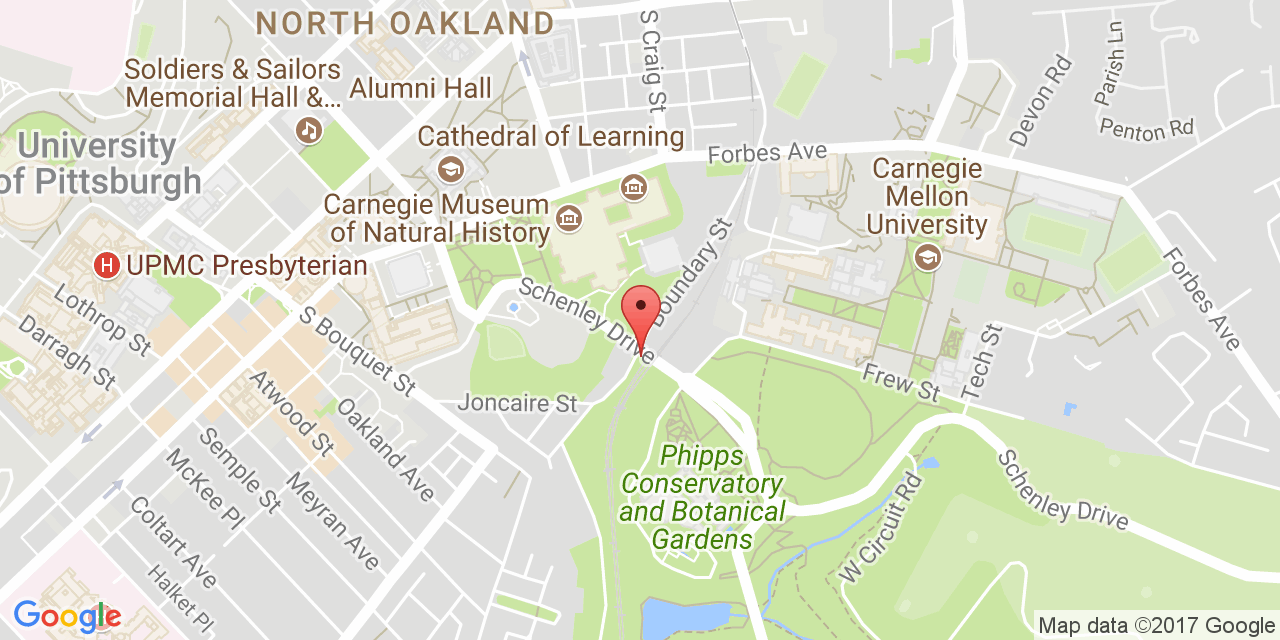 NORTH OAKLAND
Soldiers & Sailors
Memorial Hall &...
Alumni Hall
S Craig St
Parish Ln
Devon Rd
Penton Rd
University
of Pittsburgh
Cathedral of Learning
Forbes Ave
Carnegie
Mellon
University
Carnegie Museum
of Natural History
H
UPMC Presbyterian
Boundary St
Forbes Ave
Lothrop St
Darragh St
S Bouquet St
Schenley Drive
Tech St
Frew St
Joncaire St
Atwood St
Oakland Ave
Semple St
McKee Pl
Meyran Ave
Coltart Ave
Halket Pl
Phipps
Conservatory
and Botanical
Gardens
W Circuit Rd
Schenley Drive
Google
Map data ©2017 Google